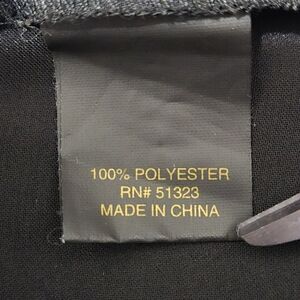 100% POLYESTER
RN# 51323
MADE IN CHINA